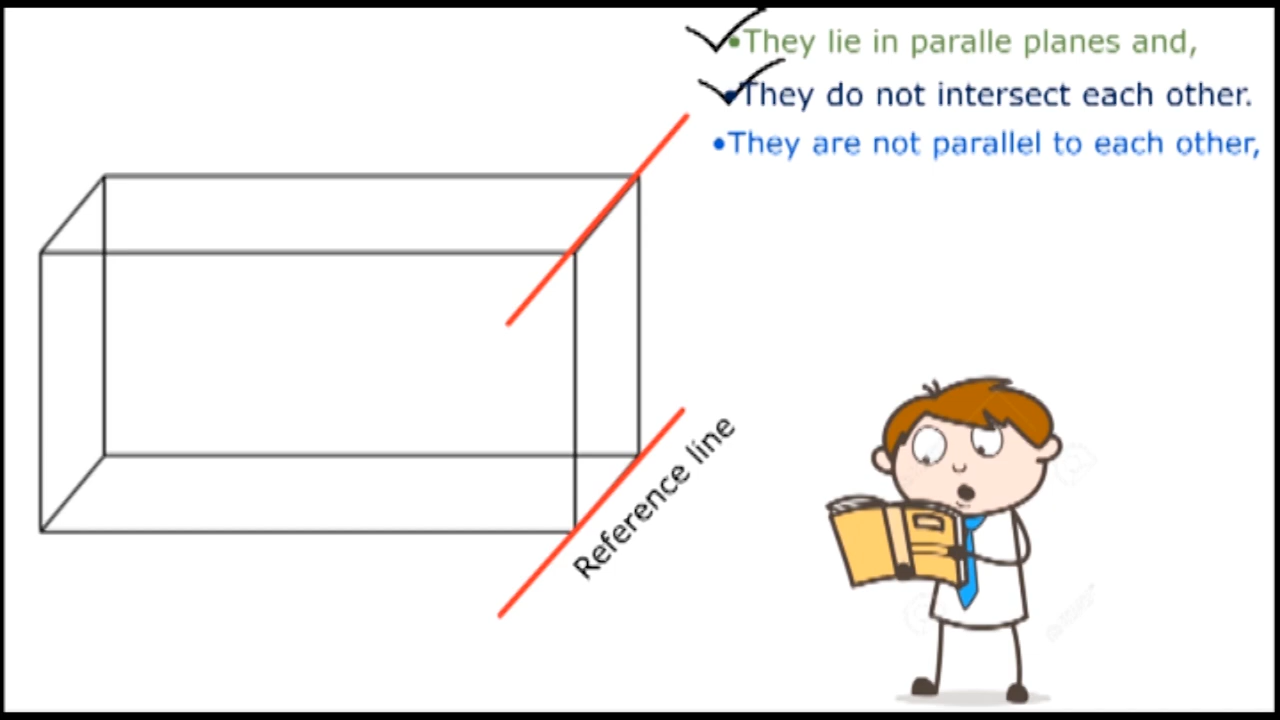 •They lie in paralle planes and,
•They do not intersect each other.
•They are not parallel to each other,
Reference line